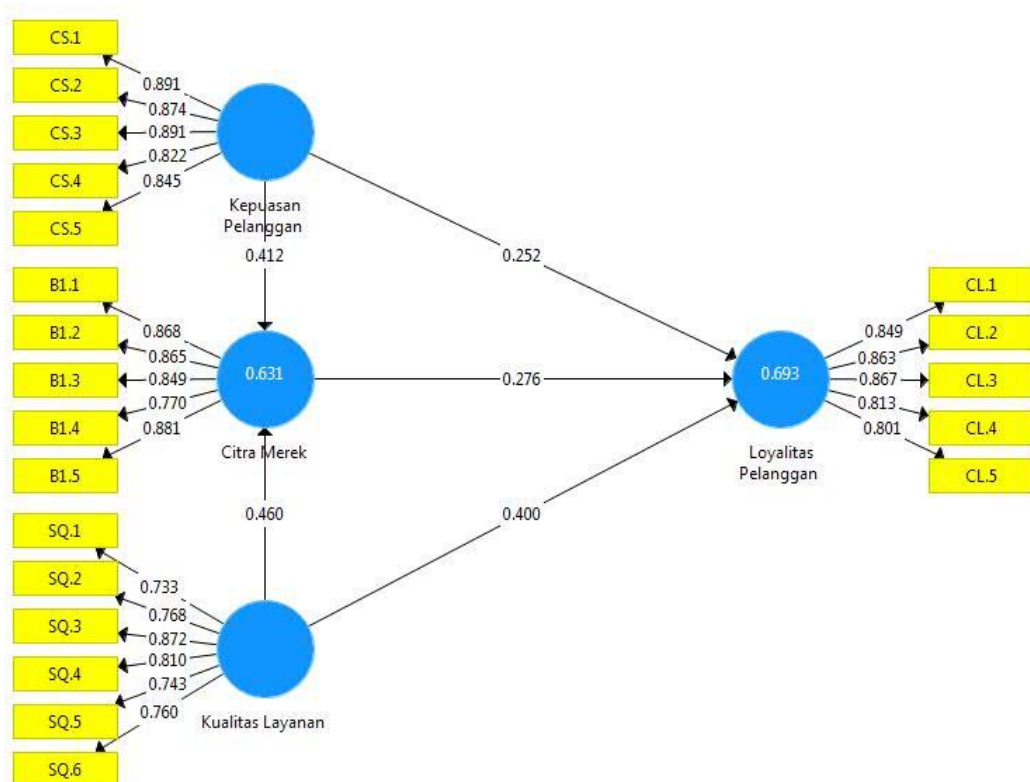 CS.1
CS.2
CS.3
CS.4
CS.5
0.891
0.874
0.891
0.822
0.845
Kepuasan
Pelanggan
0.412
0.252
B1.1
B1.2
B1.3
B1.4
B1.5
0.868
0.865
0.849
0.770
0.881
0.631
Citra Merek
0.276
0.693
Loyalitas
Pelanggan
0.849
0.863
0.867
0.813
0.801
CL.1
CL.2
CL.3
CL.4
CL.5
0.460
0.400
SQ.1
SQ.2
SQ.3
SQ.4
SQ.5
SQ.6
0.733
0.768
0.872
0.810
0.743
0.760
Kualitas Layanan